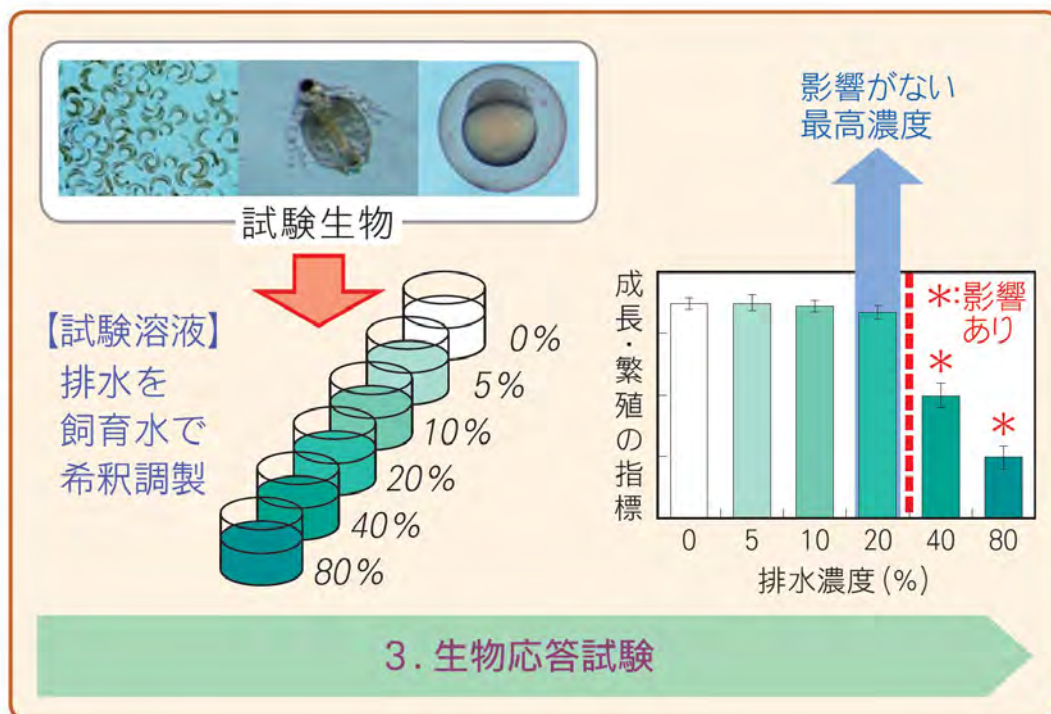 試験生物
【試験溶液】
排水を
飼育水で
希釈調製
0%
5%
10%
20%
40%
80%
影響がない
最高濃度
成長・繁殖の指標
*:影響
あり
*
*
0 5 10 20 40 80
排水濃度(%)
3.生物応答試験